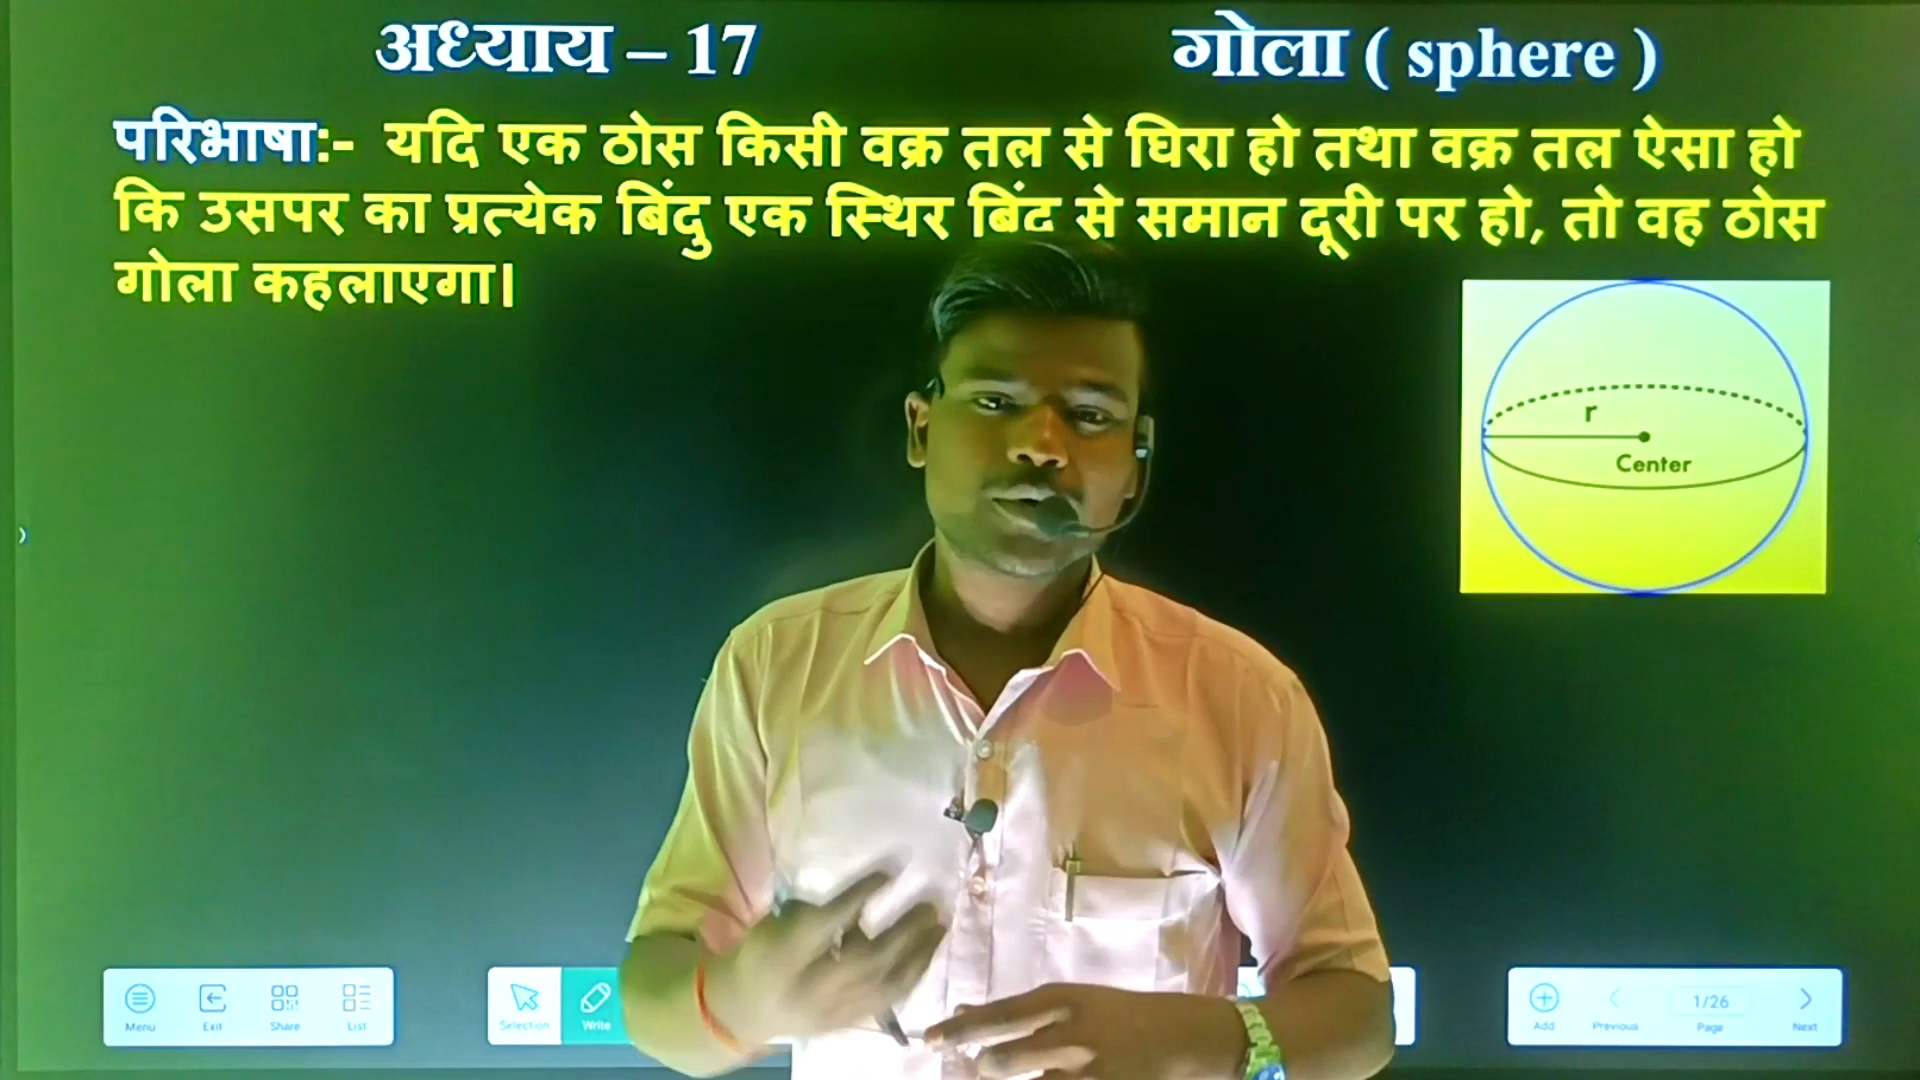 अध्याय – 17 गोला ( sphere )
परिभाषा:- यदि एक ठोस किसी वक्र तल से घिरा हो तथा वक्र तल ऐसा हो
कि उसपर का प्रत्येक बिंदु एक स्थिर से समान दूरी पर हो, तो वह ठोस
गोला कहलाएगा।
r
Center
Menu Exit Share List Selection Write Add Previous 1/26 Page Next